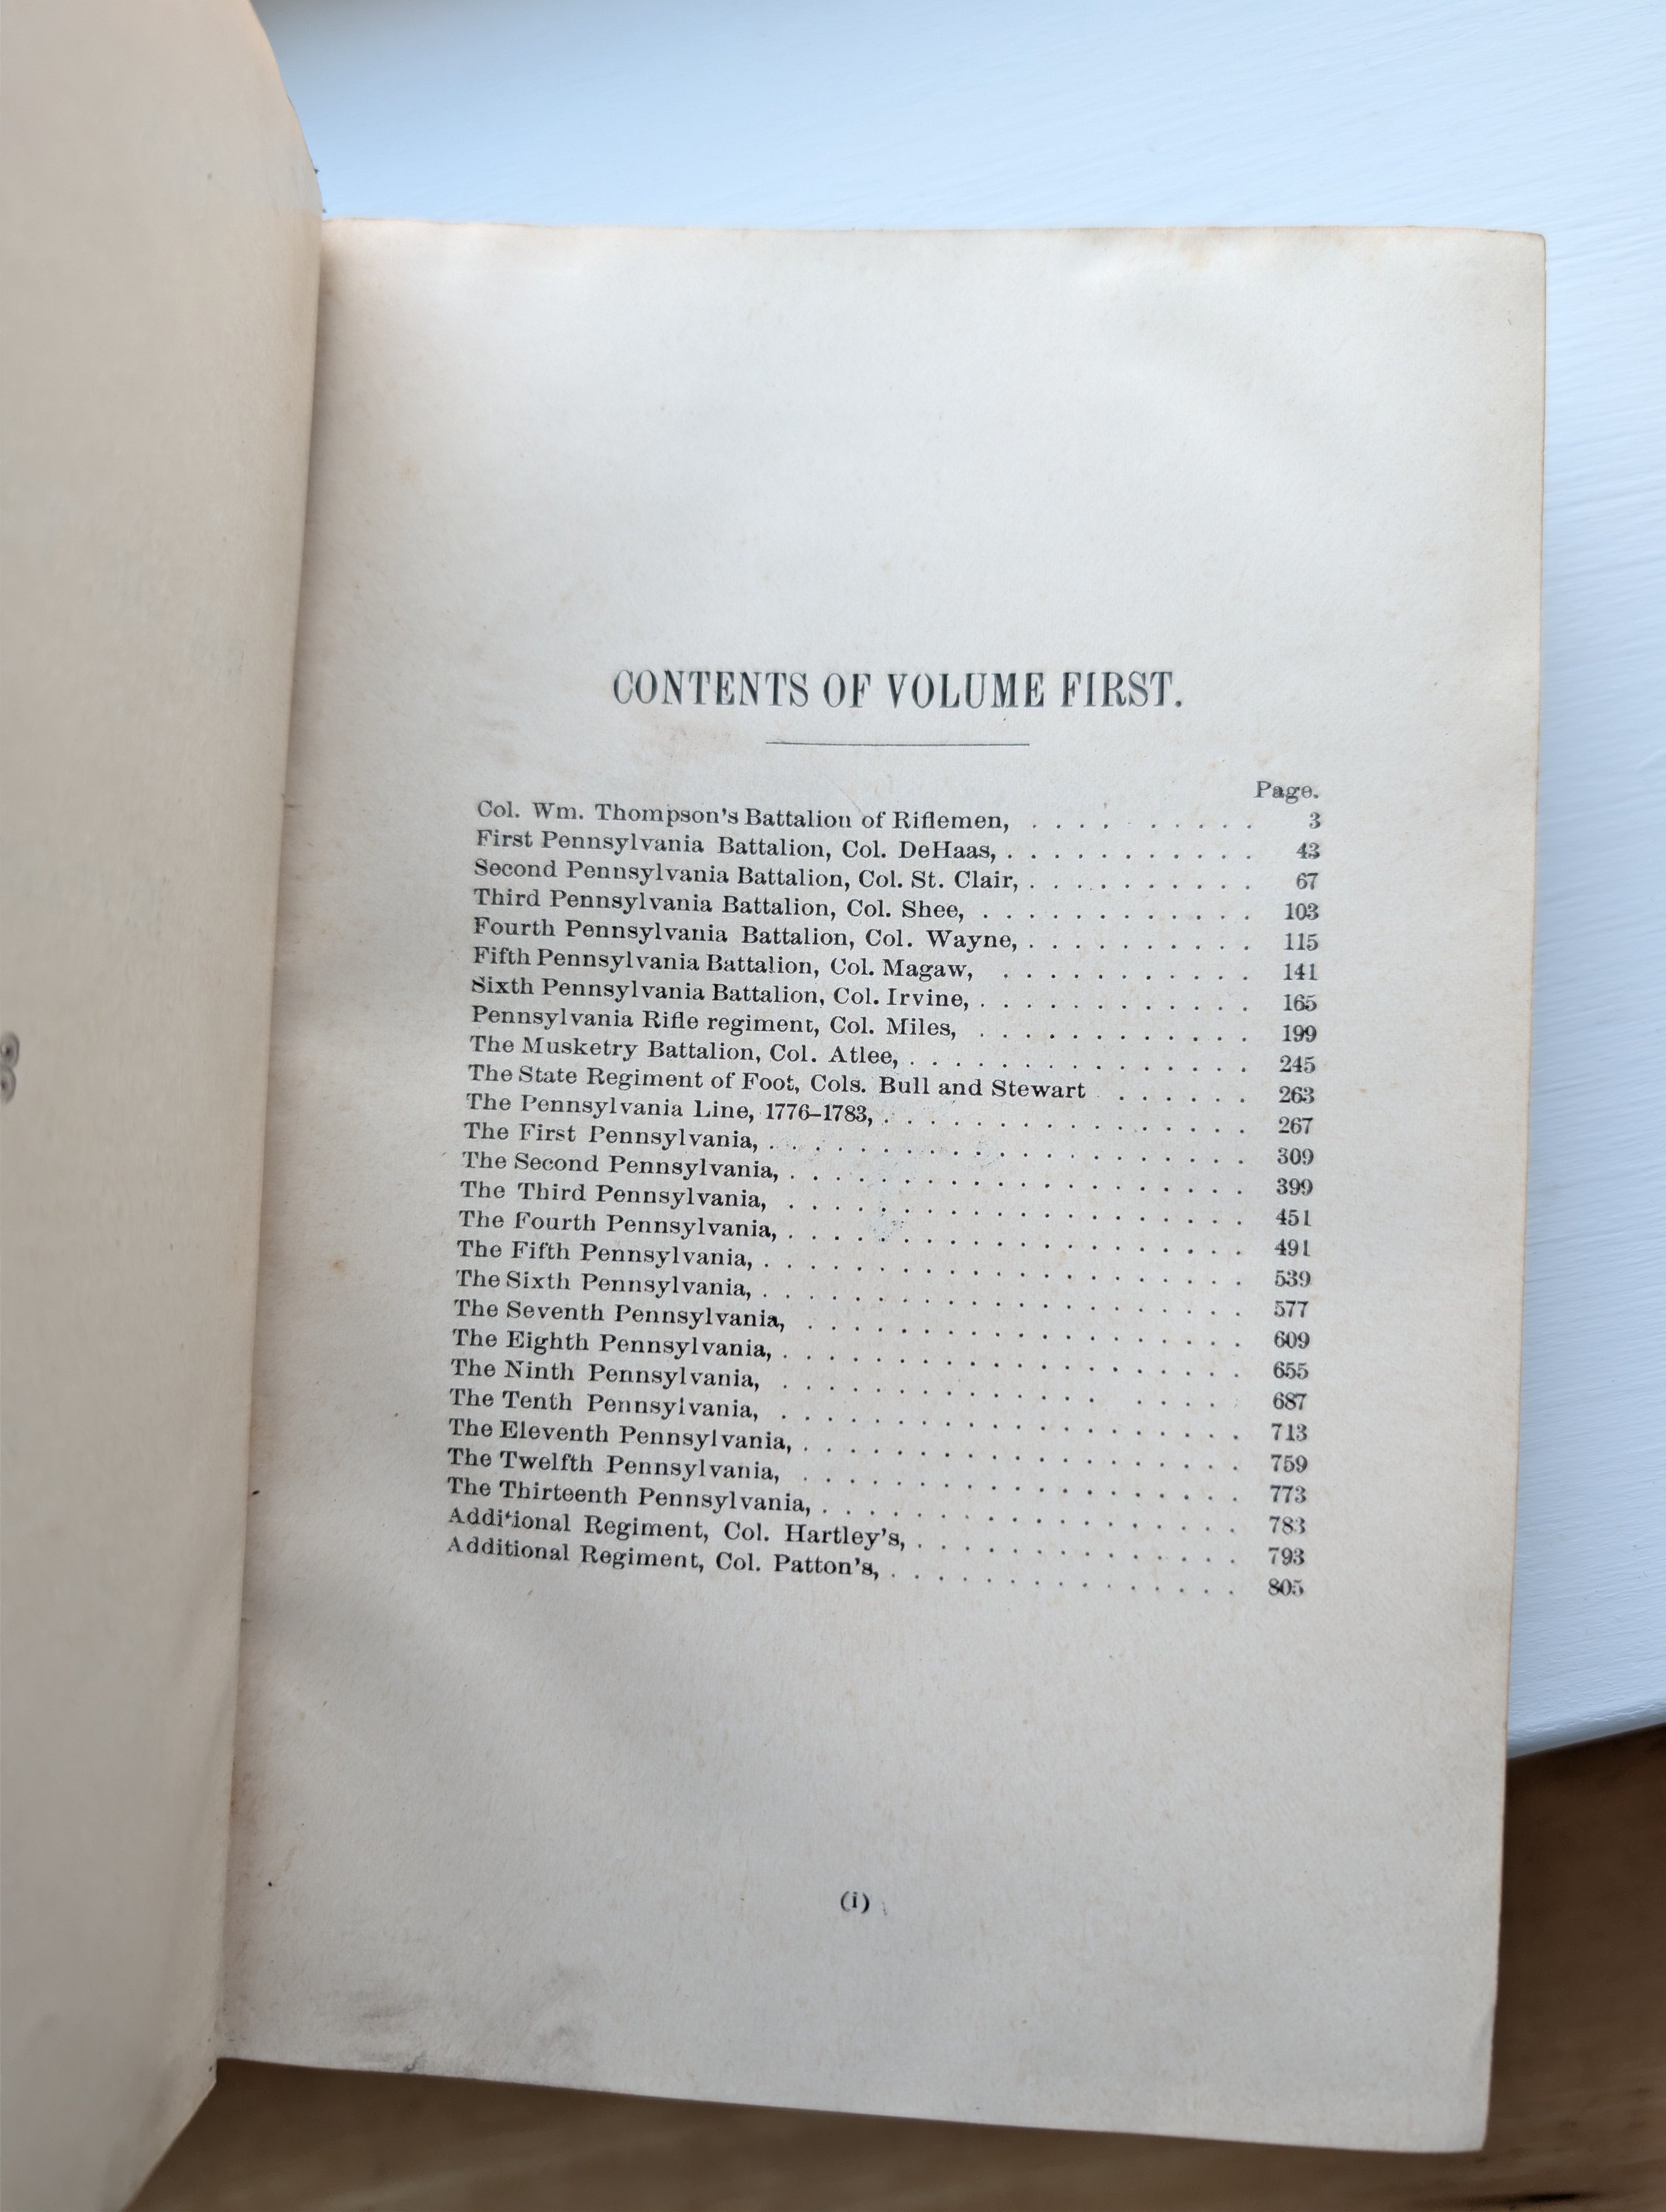 CONTENTS OF VOLUME FIRST.
Page.
Col. Wm. Thompson's Battalion of Riflemen, . . . . . . . . . 3
First Pennsylvania Battalion, Col. DeHaas, . . . . . . . . . . . 43
Second Pennsylvania Battalion, Col. St. Clair, . . . . . . . . . . 67
Third Pennsylvania Battalion, Col. Shee, . . . . . . . . . . . . 103
Fourth Pennsylvania Battalion, Col. Wayne, . . . . . . . . . . 115
Fifth Pennsylvania Battalion, Col. Magaw, . . . . . . . . . . . 141
Sixth Pennsylvania Battalion, Col. Irvine, . . . . . . . . . . . . 165
Pennsylvania Rifle regiment, Col. Miles, . . . . . . . . . . . . 199
The Musketry Battalion, Col. Atlee, . . . . . . . . . . . . . . . 245
The State Regiment of Foot, Cols. Bull and Stewart . . . . . . 263
The Pennsylvania Line, 1776–1783, . . . . . . . . . . . . . . . . 267
The First Pennsylvania, . . . . . . . . . . . . . . . . . . . . . 309
The Second Pennsylvania, . . . . . . . . . . . . . . . . . . . . 399
The Third Pennsylvania, . . . . . . . . . . . . . . . . . . . . 451
The Fourth Pennsylvania, . . . . . . . . . . . . . . . . . . . . 491
The Fifth Pennsylvania, . . . . . . . . . . . . . . . . . . . . . 539
The Sixth Pennsylvania, . . . . . . . . . . . . . . . . . . . . . 577
The Seventh Pennsylvania, . . . . . . . . . . . . . . . . . . . 609
The Eighth Pennsylvania, . . . . . . . . . . . . . . . . . . . . 655
The Ninth Pennsylvania, . . . . . . . . . . . . . . . . . . . 687
The Tenth Pennsylvania, . . . . . . . . . . . . . . . . . . . . 713
The Eleventh Pennsylvania, . . . . . . . . . . . . . . . . . . . 759
The Twelfth Pennsylvania, . . . . . . . . . . . . . . . . . . . 773
The Thirteenth Pennsylvania, . . . . . . . . . . . . . . . . . . 783
Additional Regiment, Col. Hartley's, . . . . . . . . . . . . . . 793
Additional Regiment, Col. Patton's, . . . . . . . . . . . . . . . 805
(i)